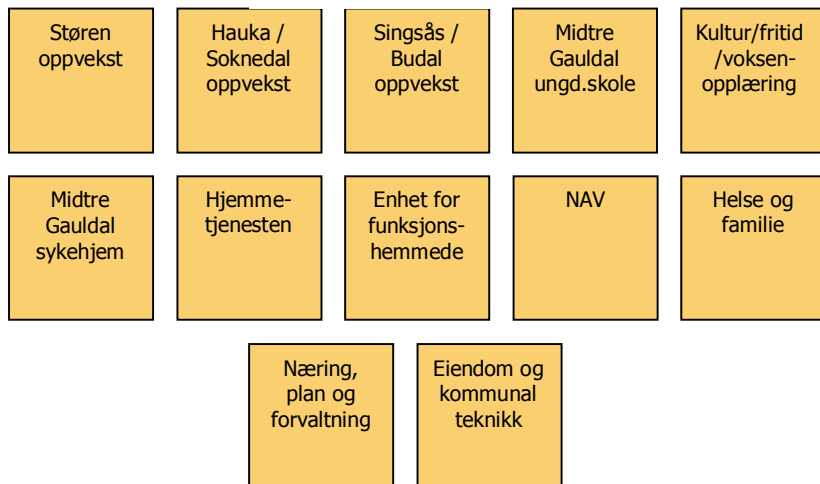 Støren
oppvekst
Hauka /
Soknedal
oppvekst
Singsås /
Budal
oppvekst
Midtre
Gauldal
ungd.skole
Kultur/fritid
/voksen-
opplæring
Midtre
Gauldal
sykehjem
Hjemme-
tjenesten
Enhet for
funksjons-
hemmede
NAV
Helse og
familie
Næring,
plan og
forvaltning
Eiendom og
kommunal
teknikk